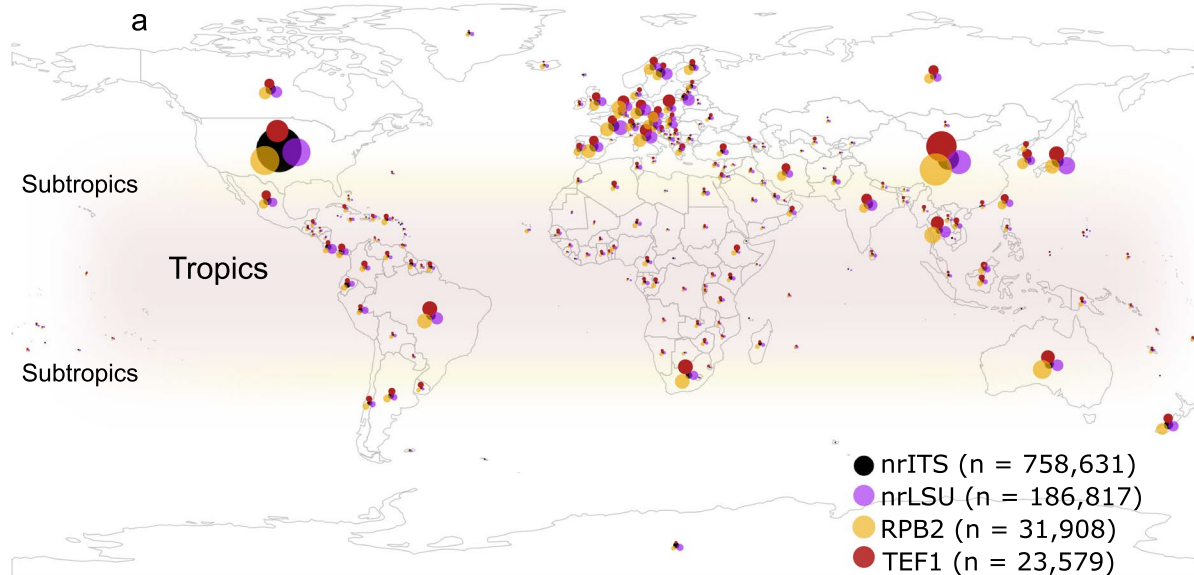 a
Subtropics
Tropics
Subtropics
nrITS (n = 758,631)
nrLSU (n = 186,817)
RPB2 (n = 31,908)
TEF1 (n = 23,579)